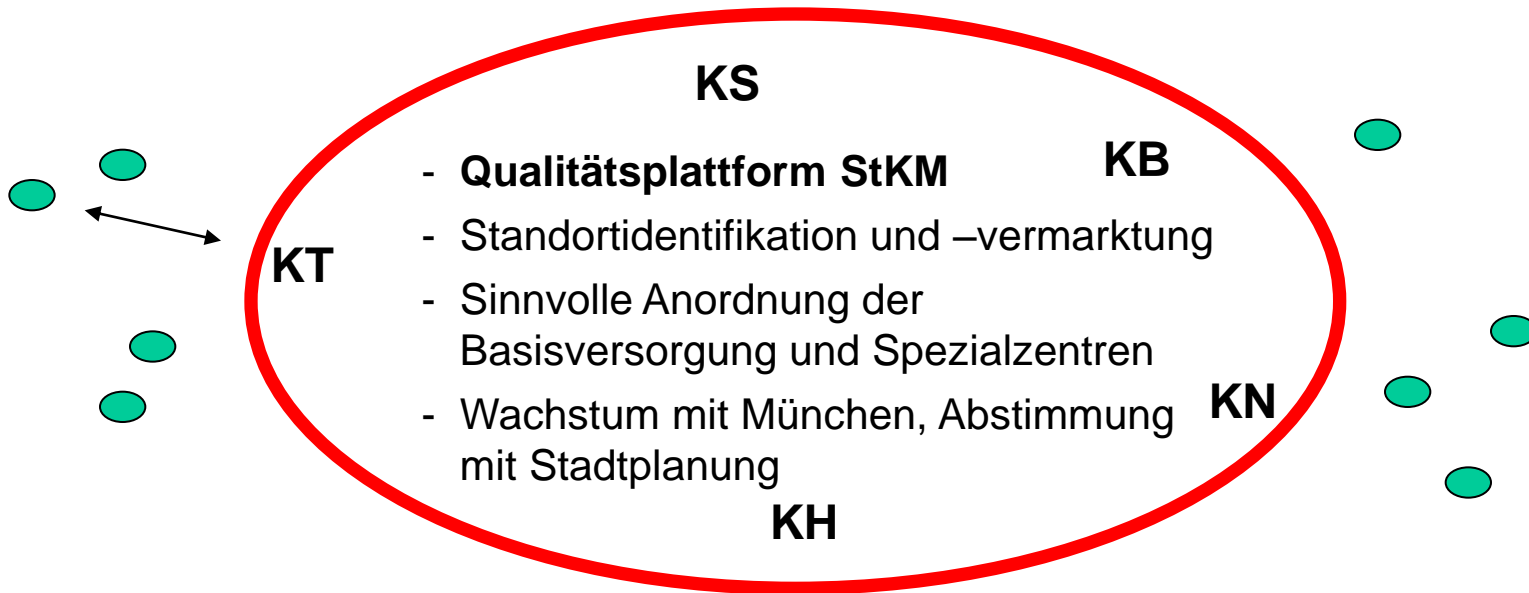 KS
KB
- Qualitätsplattform StKM
- Standortidentifikation und –vermarktung
KT
- Sinnvolle Anordnung der
Basisversorgung und Spezialzentren
- Wachstum mit München, Abstimmung
mit Stadtplanung
KN
KH